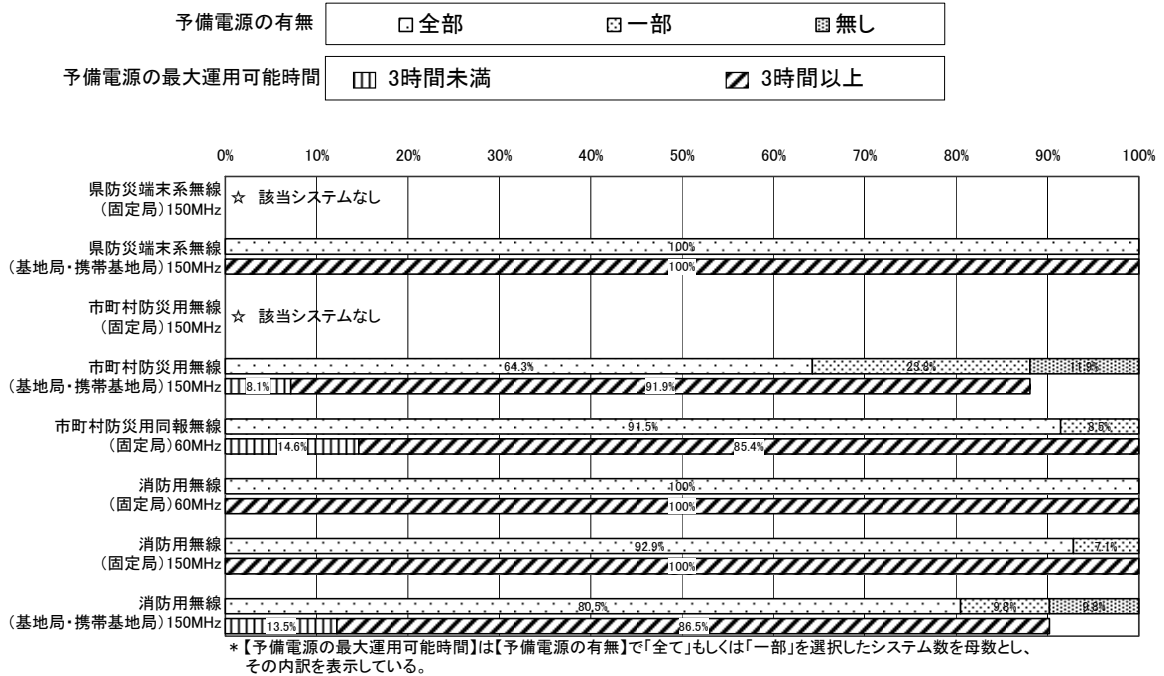 予備電源の有無
全部 一部 無し
予備電源の最大運用可能時間
3時間未満 3時間以上
0% 10% 20% 30% 40% 50% 60% 70% 80% 90% 100%
県防災端末系無線
(固定局)150MHz
☆ 該当システムなし
県防災端末系無線
(基地局・携帯基地局)150MHz
100%
100%
市町村防災用無線
(固定局)150MHz
☆ 該当システムなし
市町村防災用無線
(基地局・携帯基地局)150MHz
64.3% 23.8% 11.9%
8.1% 91.9%
市町村防災用同報無線
(固定局)60MHz
91.5% 8.5%
14.6% 85.4%
消防用無線
(固定局)60MHz
100%
100%
消防用無線
(固定局)150MHz
92.9% 7.1%
100%
消防用無線
(基地局・携帯基地局)150MHz
80.5% 9.8% 9.8%
13.5% 86.5%
*【予備電源の最大運用可能時間】は【予備電源の有無】で「全て」もしくは「一部」を選択したシステム数を母数とし、
その内訳を表示している。